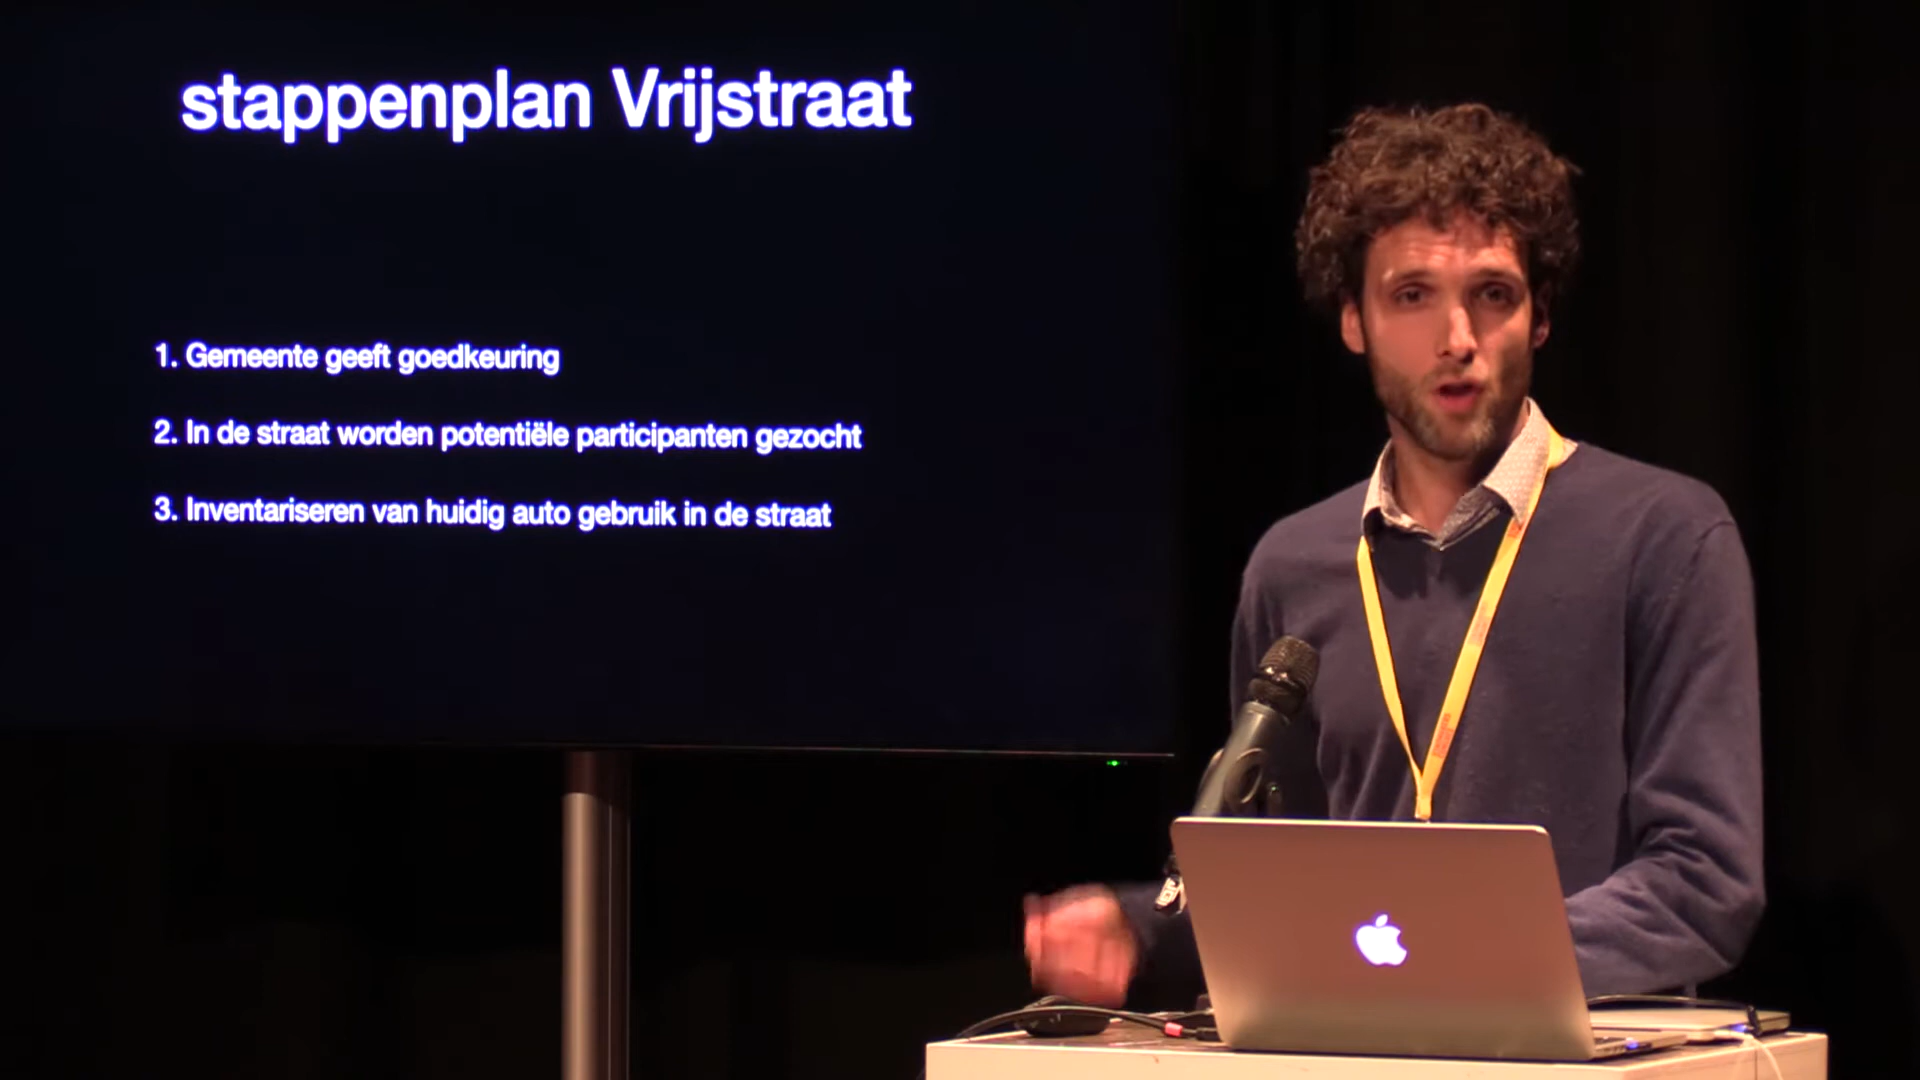 stappenplan Vrijstraat
1. Gemeente geeft goedkeuring
2. In de straat worden potentiële participanten gezocht
3. Inventariseren van huidig auto gebruik in de straat